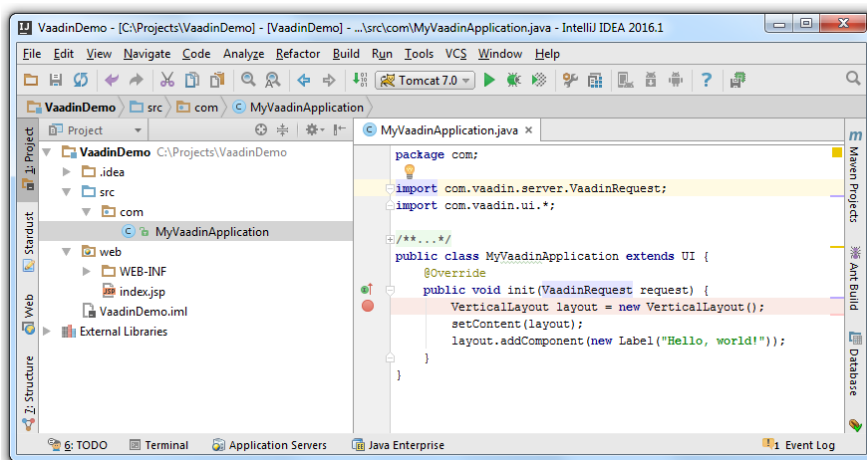 VaadinDemo - [C:\Projects\VaadinDemo] - [VaadinDemo] - ...\src\com\MyVaadinApplication.java - IntelliJ IDEA 2016.1
File Edit View Navigate Code Analyze Refactor Build Run Tools VCS Window Help
Tomcat 7.0
VaadinDemo src com MyVaadinApplication
1: Project
Stardust
Web
7: Structure
Project
VaadinDemo C:\Projects\VaadinDemo
.idea
src
com
MyVaadinApplication
web
WEB-INF
index.jsp
VaadinDemo.iml
External Libraries
MyVaadinApplication.java
package com;
import com.vaadin.server.VaadinRequest;
import com.vaadin.ui.*;
/**...*/
public class MyVaadinApplication extends UI {
@Override
public void init(VaadinRequest request) {
VerticalLayout layout = new VerticalLayout();
setContent(layout);
layout.addComponent(new Label("Hello, world!"));
}
}
Maven Projects
Ant Build
Database
6: TODO Terminal Application Servers Java Enterprise 1 Event Log